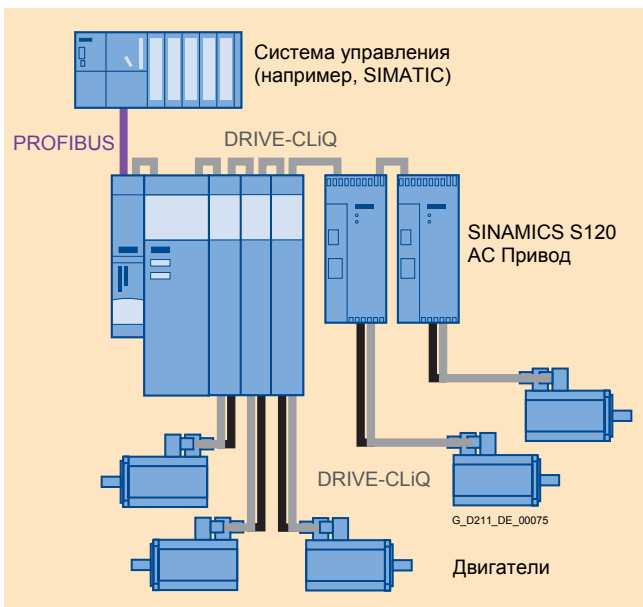 Система управления
(например, SIMATIC)
PROFIBUS
DRIVE-CLiQ
SINAMICS S120
AC Привод
DRIVE-CLiQ
G_D211_DE_00075
Двигатели